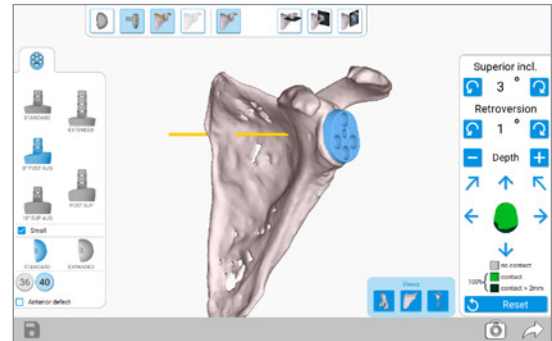 STANDARD
EXTENDED
8° POST AUG
POST SUP
10° SUP AUG
Small
STANDARD
EXPANDED
36
40
Anterior defect
Views
Superior incl.
3 °
Retroversion
1 °
Depth
no contact
100%
contact
contact > 2mm
Reset